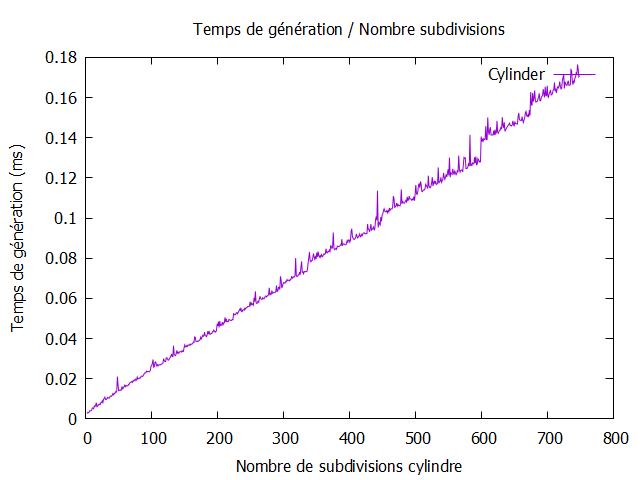 Temps de génération / Nombre subdivisions
Temps de génération (ms)
0.18
0.16
0.14
0.12
0.1
0.08
0.06
0.04
0.02
0
Cylinder
0 100 200 300 400 500 600 700 800
Nombre de subdivisions cylindre